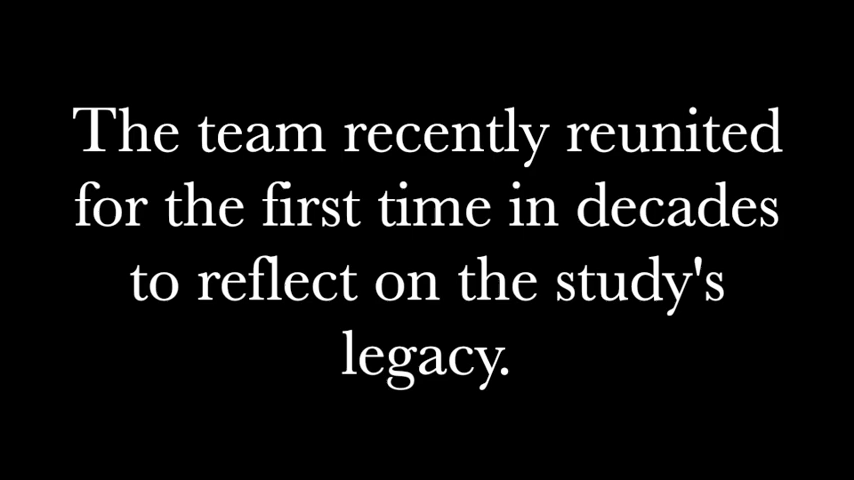 The team recently reunited
for the first time in decades
to reflect on the study's
legacy.